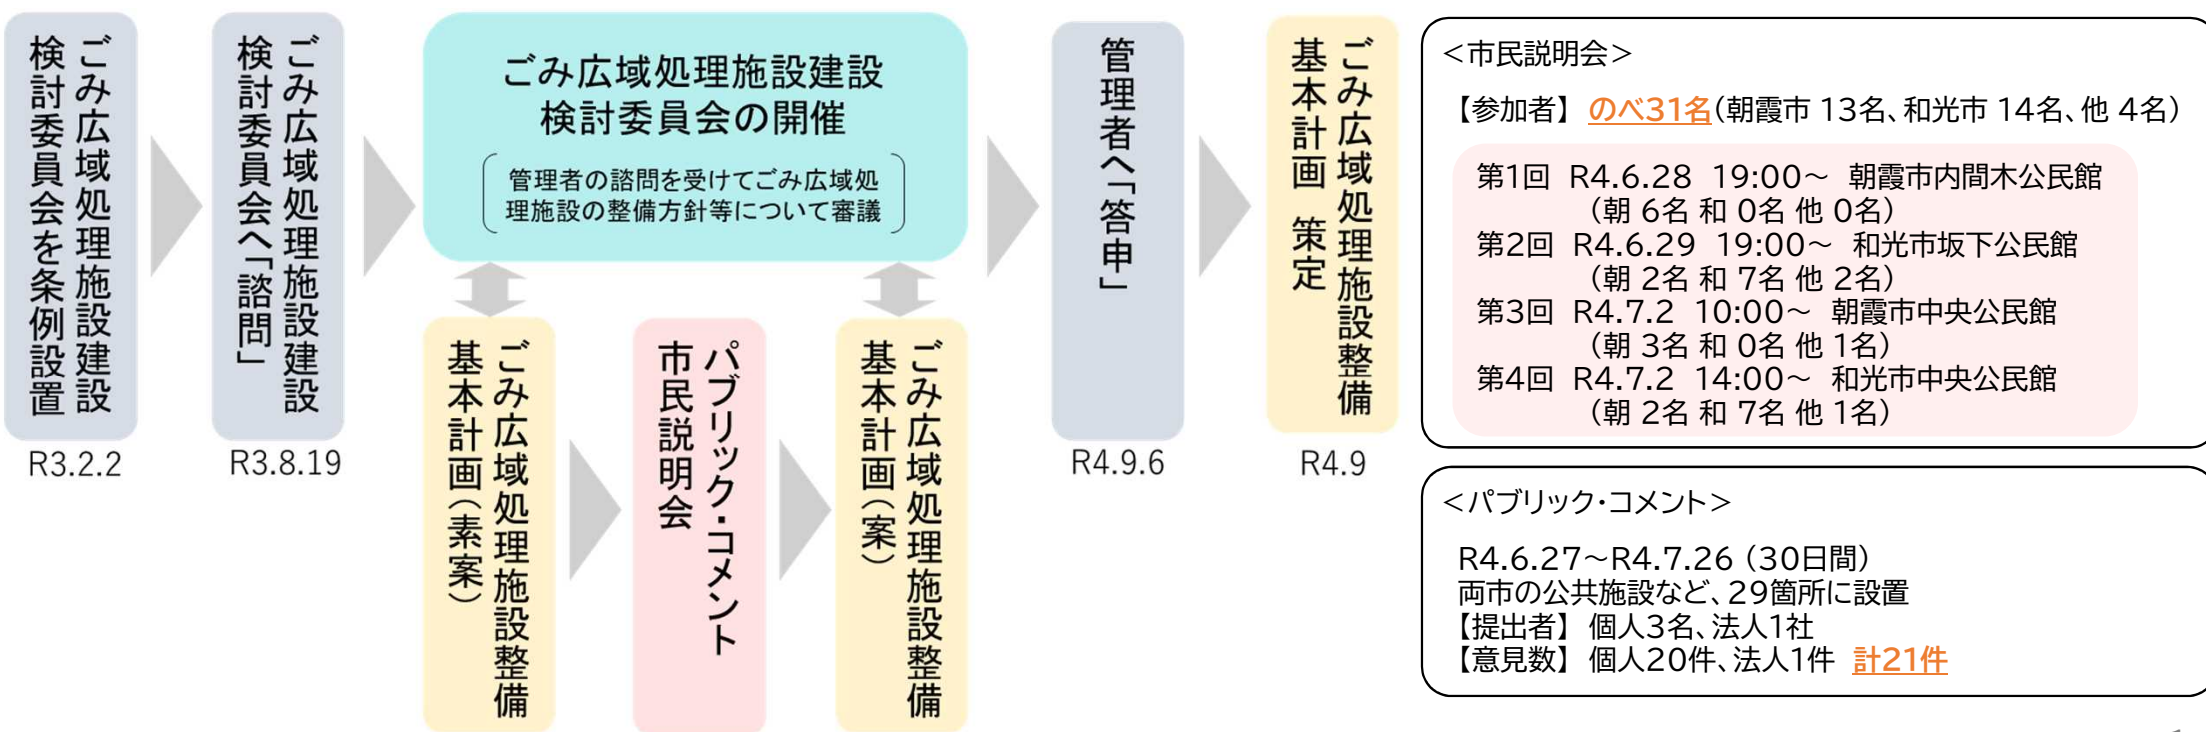 ごみ広域処理施設建設
検討委員会を条例設置
R3.2.2
ごみ広域処理施設建設
検討委員会へ「諮問」
R3.8.19
ごみ広域処理施設建設
検討委員会の開催
管理者の諮問を受けてごみ広域処
理施設の整備方針等について審議
ごみ広域処理施設整備
基本計画(素案)
パブリック・コメント
市民説明会
ごみ広域処理施設整備
基本計画(案)
管理者へ「答申」
R4.9.6
ごみ広域処理施設整備
基本計画 策定
R4.9
<市民説明会>
【参加者】 のべ31名(朝霞市 13名、和光市 14名、他 4名)
第1回 R4.6.28 19:00~ 朝霞市内間木公民館
(朝 6名 和 0名 他 0名)
第2回 R4.6.29 19:00~ 和光市坂下公民館
(朝 2名 和 7名 他 2名)
第3回 R4.7.2 10:00~ 朝霞市中央公民館
(朝 3名 和 0名 他 1名)
第4回 R4.7.2 14:00~ 和光市中央公民館
(朝 2名 和 7名 他 1名)
<パブリック・コメント>
R4.6.27~R4.7.26 (30日間)
両市の公共施設など、29箇所に設置
【提出者】 個人3名、法人1社
【意見数】 個人20件、法人1件 計21件